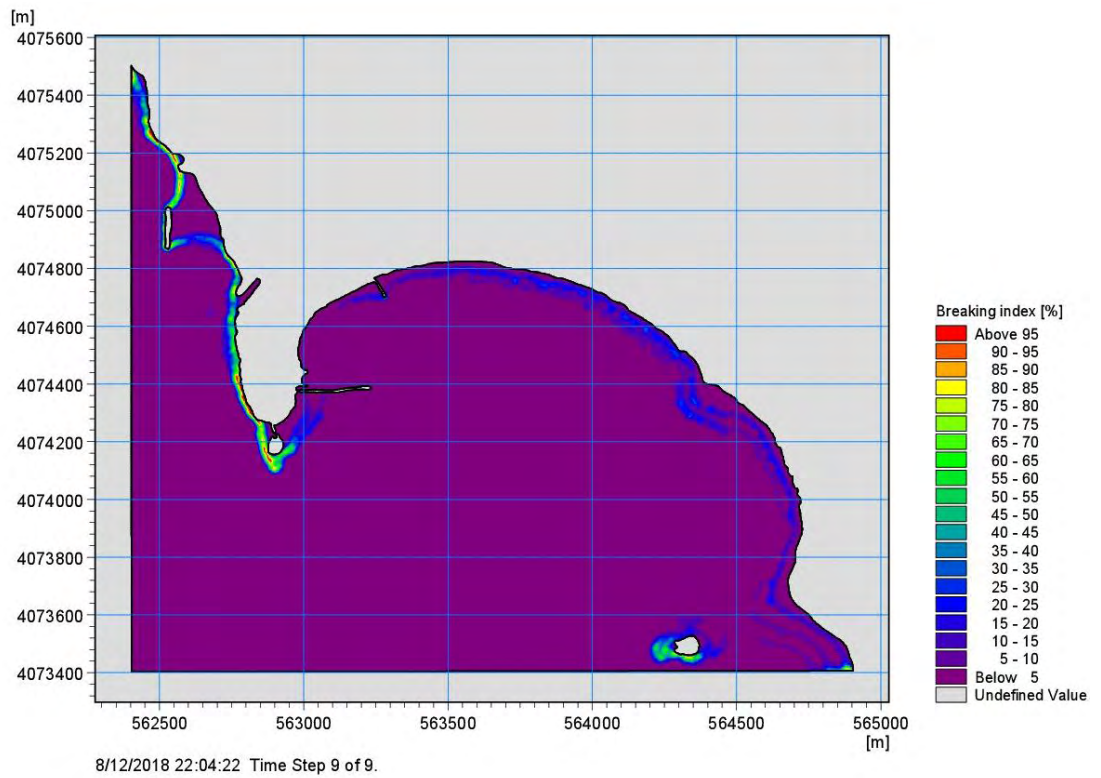 [m]
4075600
4075400
4075200
4075000
4074800
4074600
4074400
4074200
4074000
4073800
4073600
4073400
562500 563000 563500 564000 564500 565000
[m]
8/12/2018 22:04:22 Time Step 9 of 9.
Breaking index [%]
Above 95
90 - 95
85 - 90
80 - 85
75 - 80
70 - 75
65 - 70
60 - 65
55 - 60
50 - 55
45 - 50
40 - 45
35 - 40
30 - 35
25 - 30
20 - 25
15 - 20
10 - 15
5 - 10
Below 5
Undefined Value